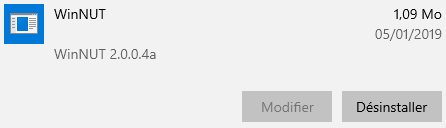 WinNUT
1,09 Mo
05/01/2019
WinNUT 2.0.0.4a
Modifier
Désinstaller